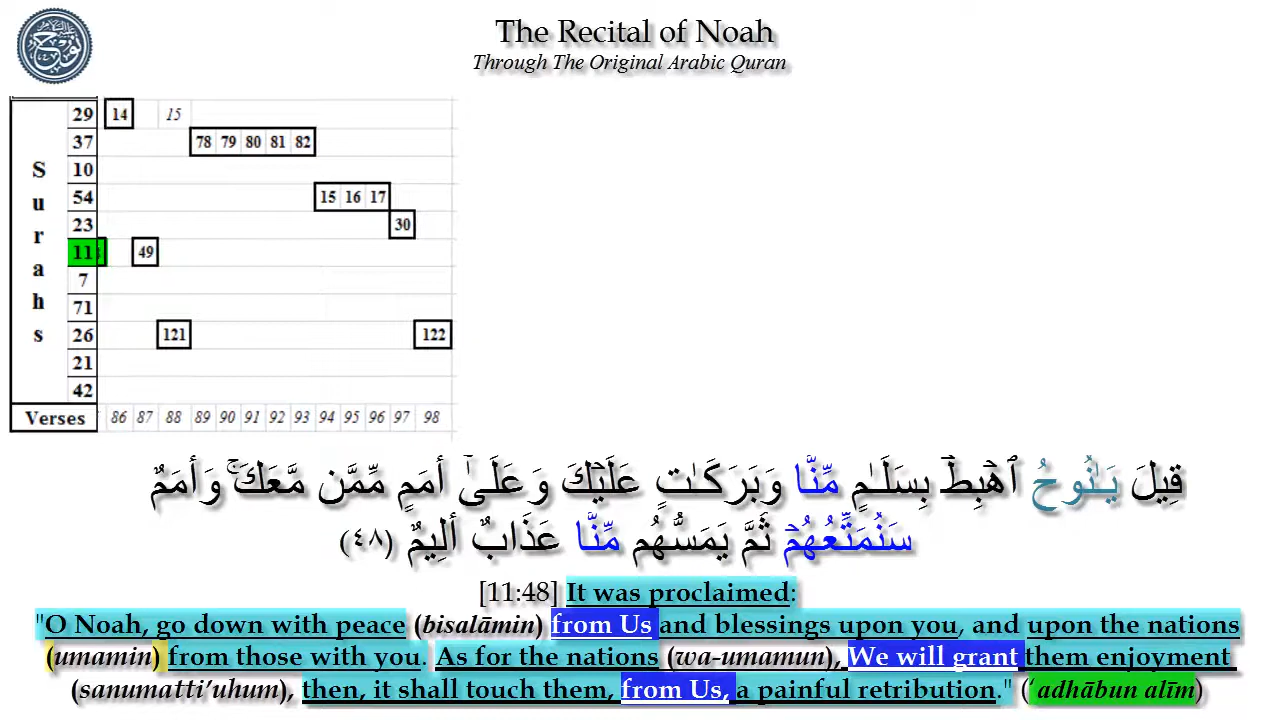 The Recital of Noah
Through The Original Arabic Quran
نوح
29 14 15
37 78 79 80 81 82
S 10
u 54 15 16 17
r 23 30
a 11 49
h 7
s 71
26 121 122
21
42
Verses 86 87 88 89 90 91 92 93 94 95 96 97 98
قِيلَ يَـٰنُوحُ ٱهْبِطْ بِسَلَـٰمٍ مِّنَّا وَبَرَكَـٰتٍ عَلَيْكَ وَعَلَىٰٓ أُمَمٍ مِّمَّن مَّعَكَ ۚ وَأُمَمٌ
سَنُمَتِّعُهُمْ ثُمَّ يَمَسُّهُم مِّنَّا عَذَابٌ أَلِيمٌ (٤٨)
[11:48] It was proclaimed:
"O Noah, go down with peace (bisalāmin) from Us and blessings upon you, and upon the nations
(umamin) from those with you. As for the nations (wa-umamun), We will grant them enjoyment
(sanumatti’uhum), then, it shall touch them, from Us, a painful retribution." (‘adhābun alīm)